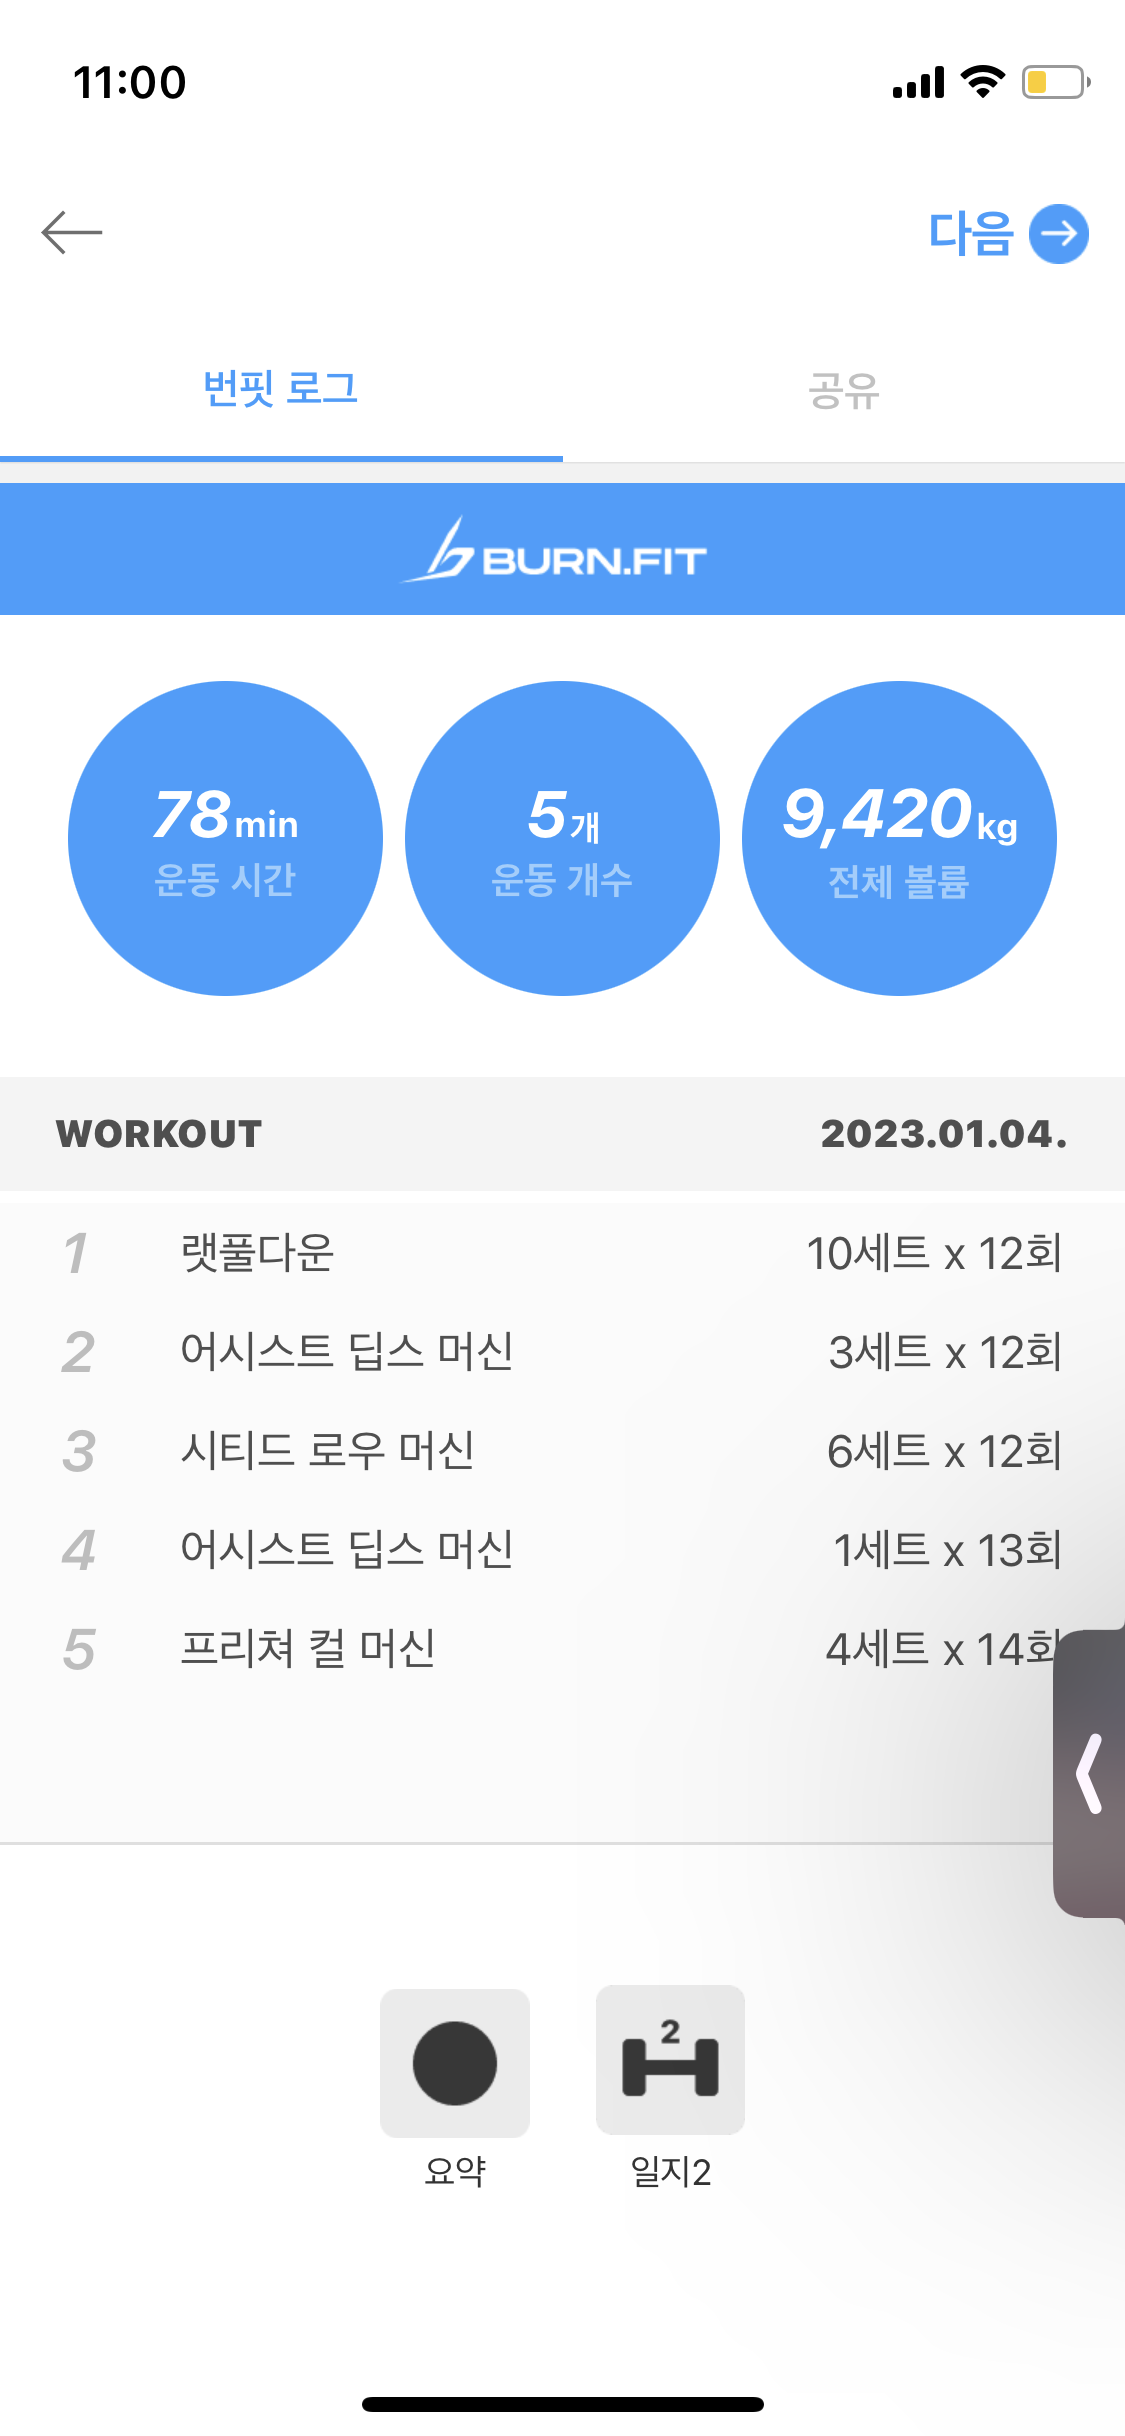 11:00
다음
번핏 로그
공유
BURN.FIT
78min
운동 시간
5개
운동 개수
9,420kg
전체 볼륨
WORKOUT 2023.01.04.
1 랫풀다운 10세트 x 12회
2 어시스트 딥스 머신 3세트 x 12회
3 시티드 로우 머신 6세트 x 12회
4 어시스트 딥스 머신 1세트 x 13회
5 프리쳐 컬 머신 4세트 x 14회
2
요약
일지2